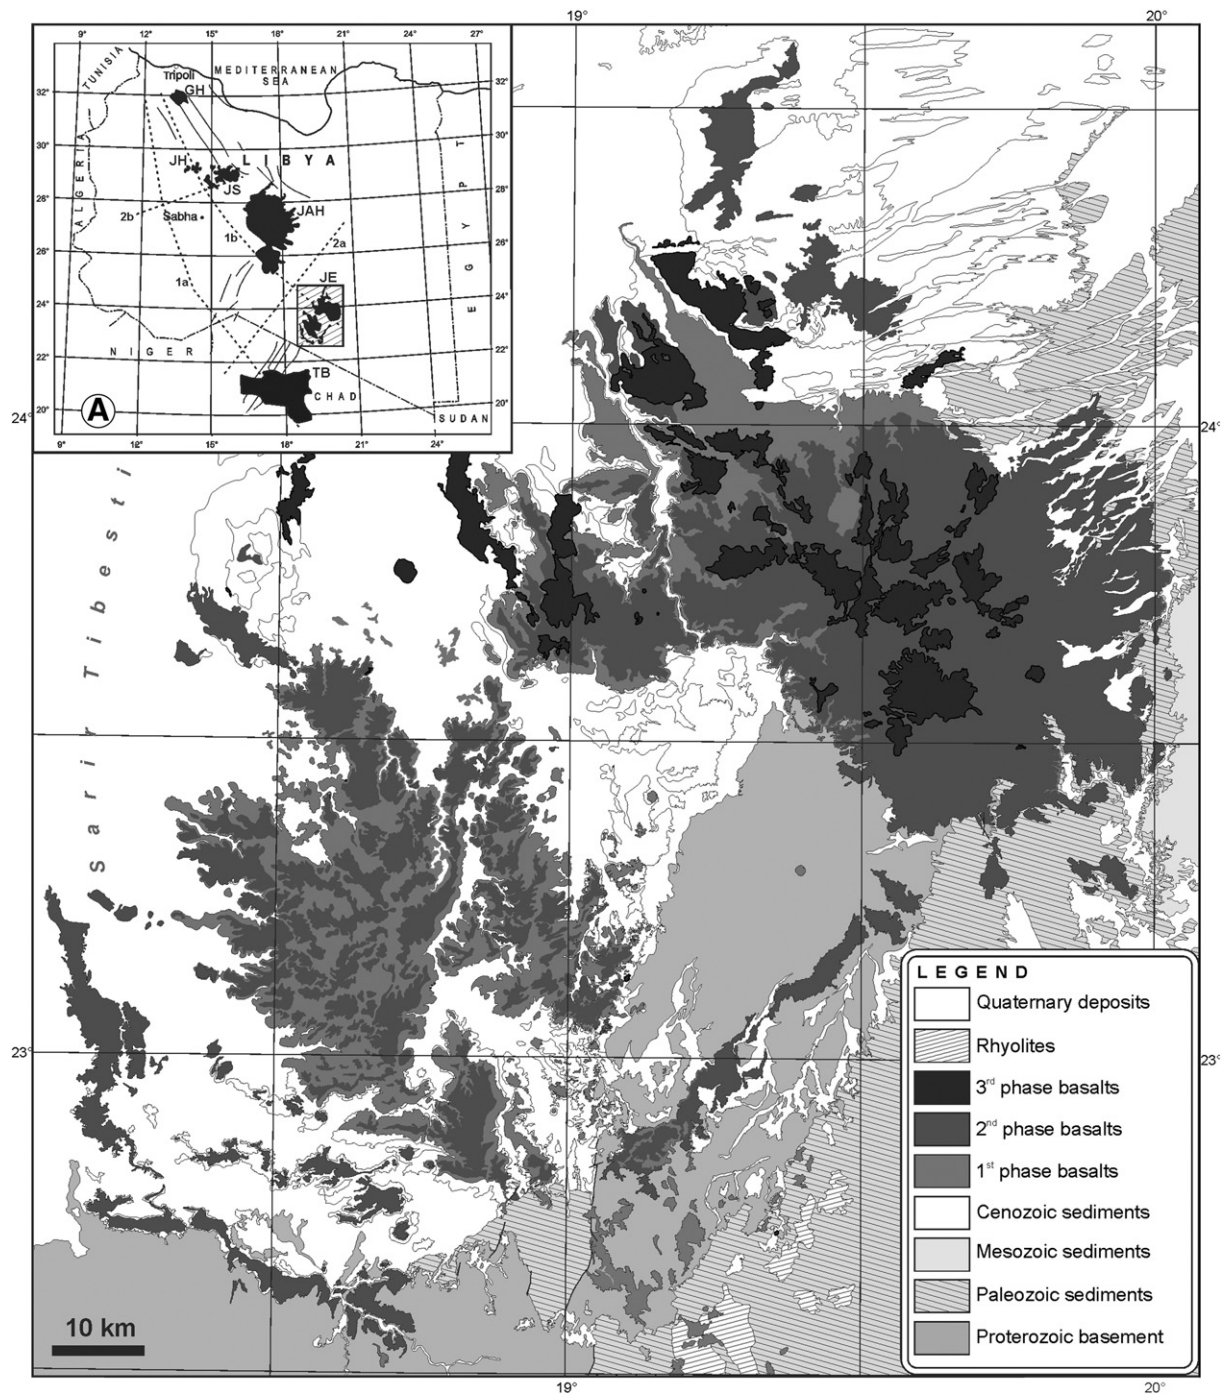 19°
20°
9°
12°
15°
18°
21°
24°
27°
TUNISIA
Tripoli
MEDITERRANEAN
SEA
GH
32°
32°
30°
30°
ALGERIA
JH
LIBYA
JS
28°
28°
2b
Sabha
JAH
1b
2a
26°
26°
EGYPT
1a
JE
24°
24°
NIGER
22°
22°
TB
CHAD
A
20°
20°
SUDAN
9°
12°
15°
18°
21°
24°
24°
24°
Sarir Tibesti
23°
23°
LEGEND
Quaternary deposits
Rhyolites
3rd phase basalts
2nd phase basalts
1st phase basalts
Cenozoic sediments
Mesozoic sediments
Paleozoic sediments
Proterozoic basement
10 km
19°
20°